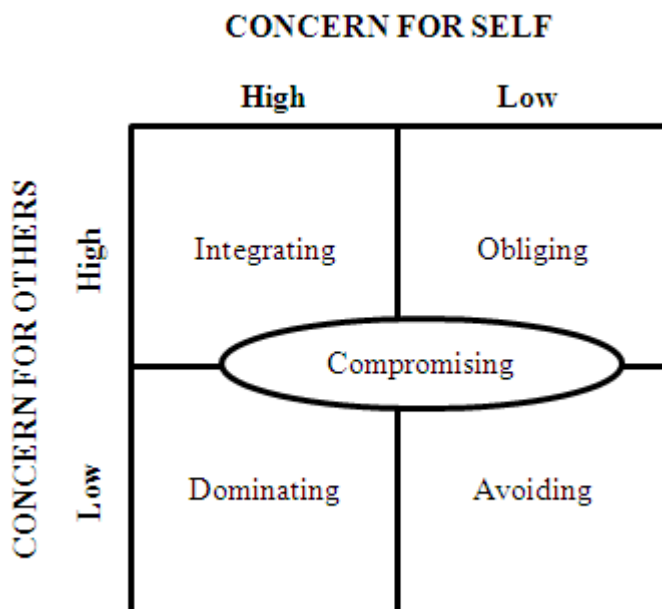 CONCERN FOR SELF
High Low
CONCERN FOR OTHERS
High
Integrating Obliging
Compromising
Low
Dominating Avoiding